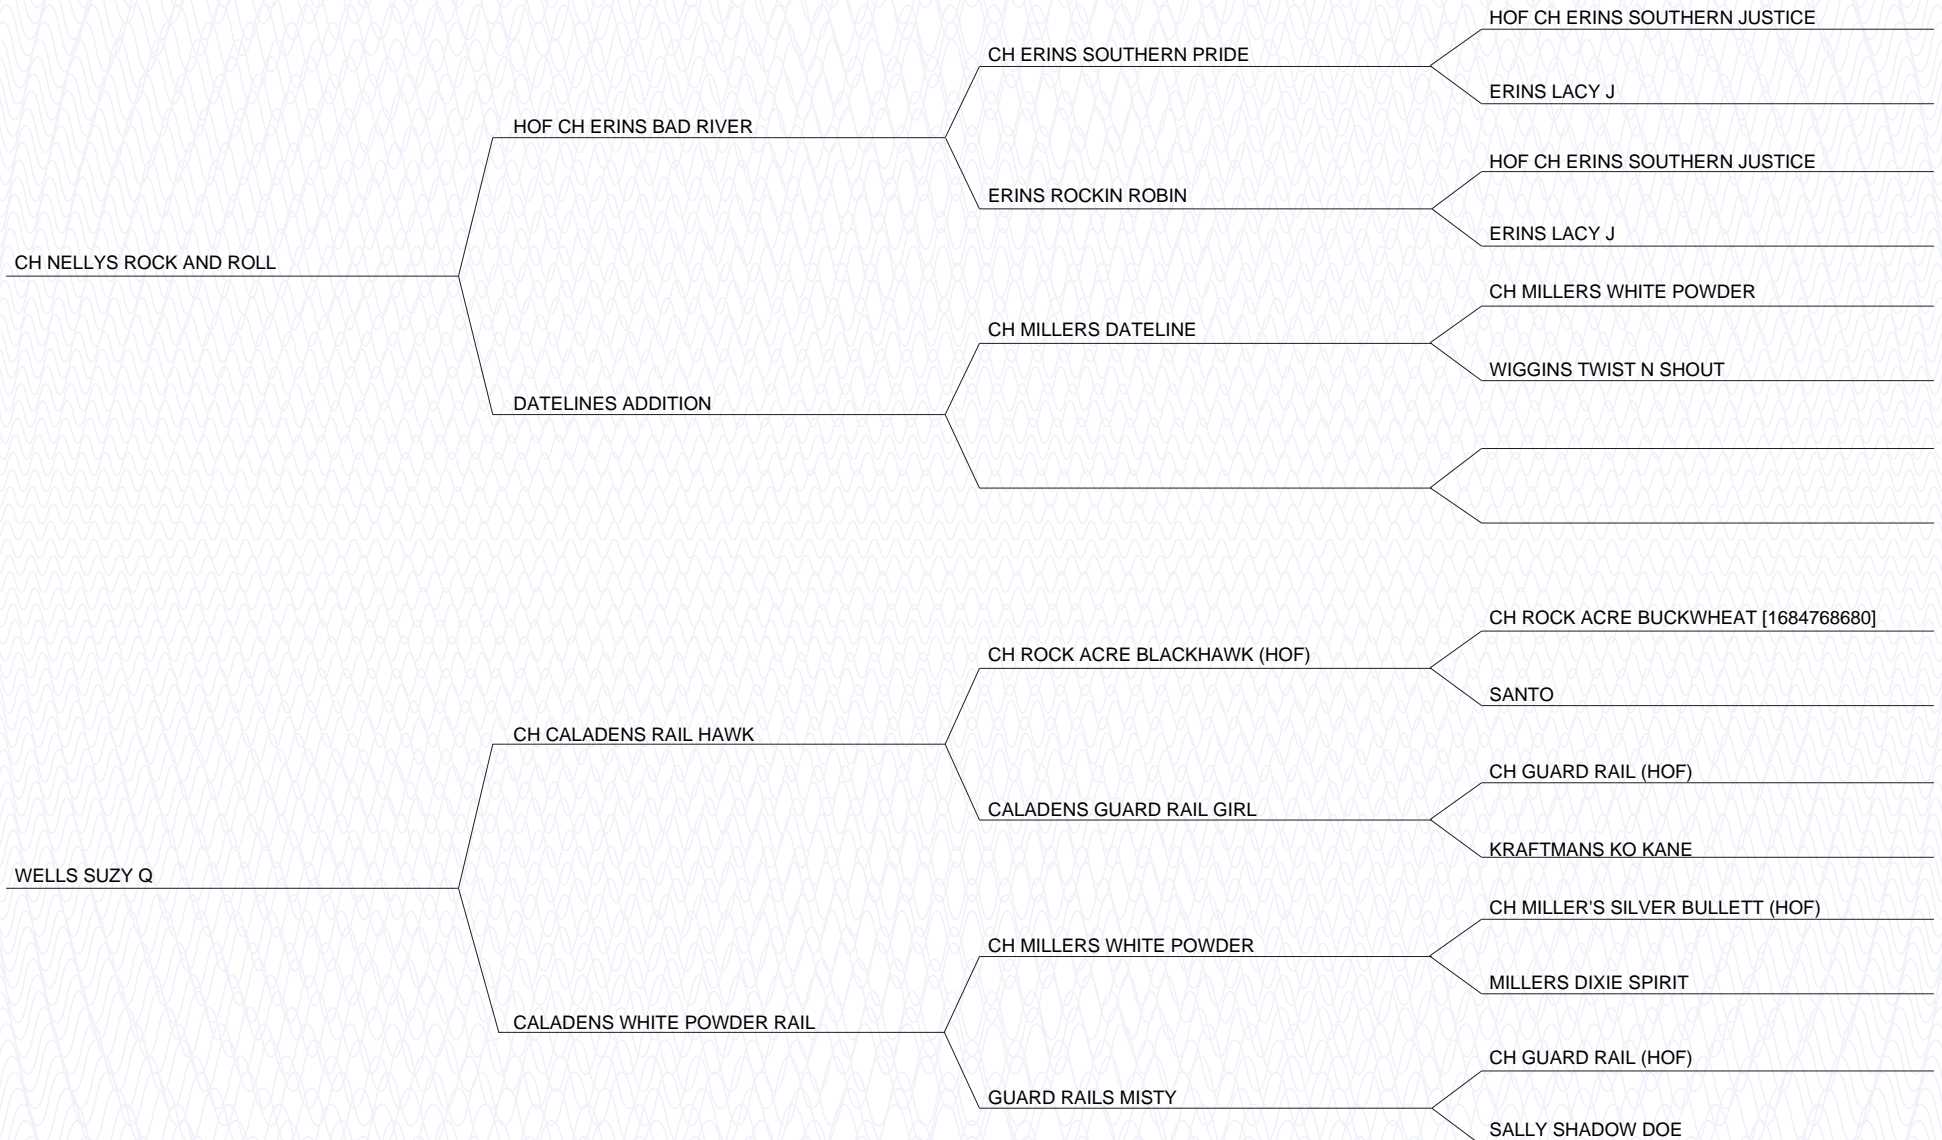 HOF CH ERINS SOUTHERN JUSTICE
CH ERINS SOUTHERN PRIDE
ERINS LACY J
HOF CH ERINS BAD RIVER
HOF CH ERINS SOUTHERN JUSTICE
ERINS ROCKIN ROBIN
ERINS LACY J
CH NELLYS ROCK AND ROLL
CH MILLERS WHITE POWDER
CH MILLERS DATELINE
WIGGINS TWIST N SHOUT
DATELINES ADDITION
CH ROCK ACRE BUCKWHEAT [1684768680]
CH ROCK ACRE BLACKHAWK (HOF)
SANTO
CH CALADENS RAIL HAWK
CH GUARD RAIL (HOF)
CALADENS GUARD RAIL GIRL
KRAFTMANS KO KANE
WELLS SUZY Q
CH MILLER'S SILVER BULLETT (HOF)
CH MILLERS WHITE POWDER
MILLERS DIXIE SPIRIT
CALADENS WHITE POWDER RAIL
CH GUARD RAIL (HOF)
GUARD RAILS MISTY
SALLY SHADOW DOE